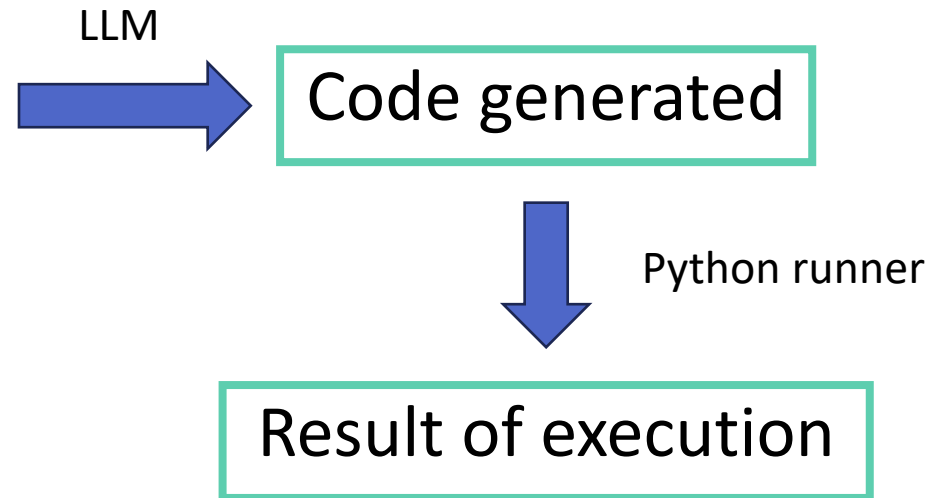 LLM
Code generated
Python runner
Result of execution